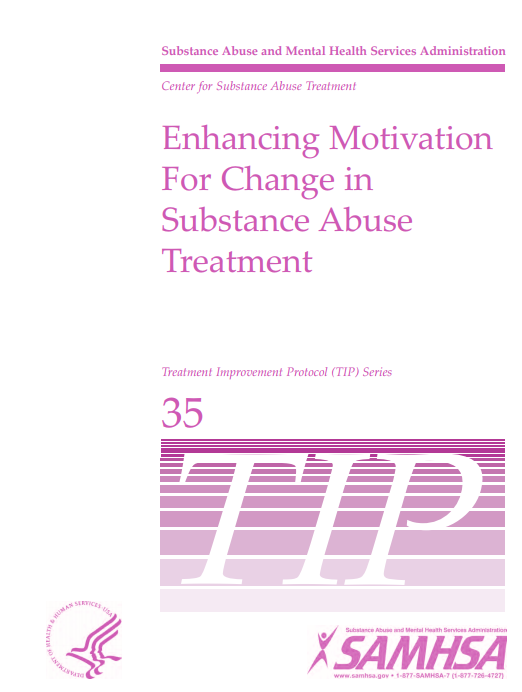 Substance Abuse and Mental Health Services Administration
Center for Substance Abuse Treatment
Enhancing Motivation
For Change in
Substance Abuse
Treatment
Treatment Improvement Protocol (TIP) Series
35
TIP
DEPARTMENT OF HEALTH & HUMAN SERVICES·USA
Substance Abuse and Mental Health Services Administration
SAMHSA
www.samhsa.gov • 1-877-SAMHSA-7 (1-877-726-4727)